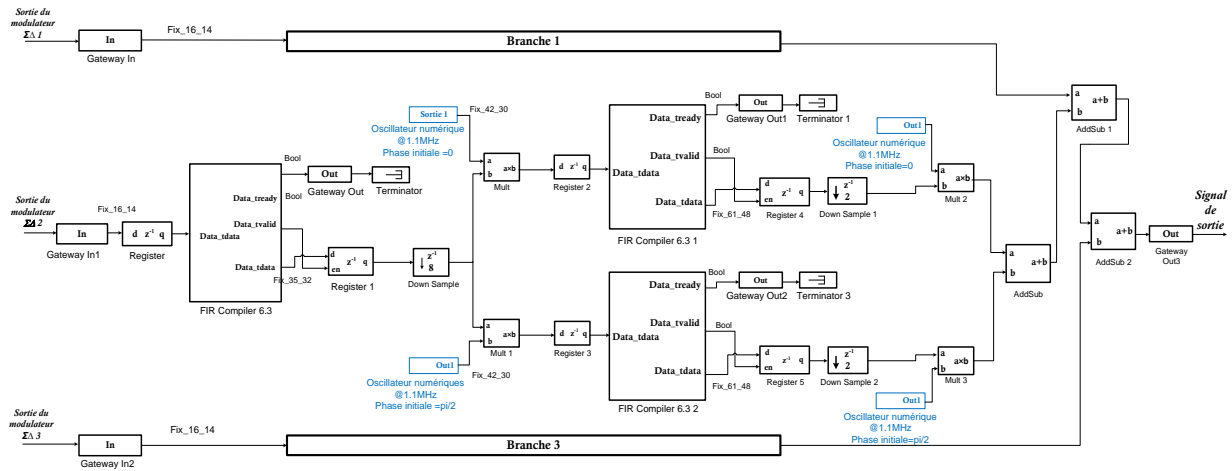 Sortie du
modulateur
ΣΔ 1
In
Gateway In
Fix_16_14
Branche 1
a
b
a+b
AddSub 1
Sortie 1
Fix_42_30
Oscillateur numérique
@1.1MHz
Phase initiale =0
a
b
a×b
Mult
d z⁻¹ q
Register 2
Data_tready
Data_tvalid
Data_tdata
Data_tdata
FIR Compiler 6.3 1
Bool
Out
Gateway Out1
Terminator 1
Bool
Fix_61_48
d
en
z⁻¹ q
Register 4
z⁻¹
2
Down Sample 1
Out1
Oscillateur numérique
@1.1MHz
Phase initiale=0
a
b
a×b
Mult 2
Sortie du
modulateur
ΣΔ 2
In
Gateway In1
Fix_16_14
d z⁻¹ q
Register
Data_tready
Data_tvalid
Data_tdata
Data_tdata
FIR Compiler 6.3
Bool
Out
Gateway Out
Terminator
Bool
Fix_35_32
d
en
z⁻¹ q
Register 1
z⁻¹
8
Down Sample
a
b
a+b
AddSub
a
b
a+b
AddSub 2
Out
Gateway
Out3
Signal
de
sortie
a
b
a×b
Mult 1
Out1
Fix_42_30
Oscillateur numériques
@1.1MHz
Phase initiale =pi/2
d z⁻¹ q
Register 3
Data_tready
Data_tvalid
Data_tdata
Data_tdata
FIR Compiler 6.3 2
Bool
Out
Gateway Out2
Terminator 3
Bool
Fix_61_48
d
en
z⁻¹ q
Register 5
z⁻¹
2
Down Sample 2
a
b
a×b
Mult 3
Out1
Oscillateur numérique
@1.1MHz
Phase initiale=pi/2
Sortie du
modulateur
ΣΔ 3
In
Gateway In2
Fix_16_14
Branche 3